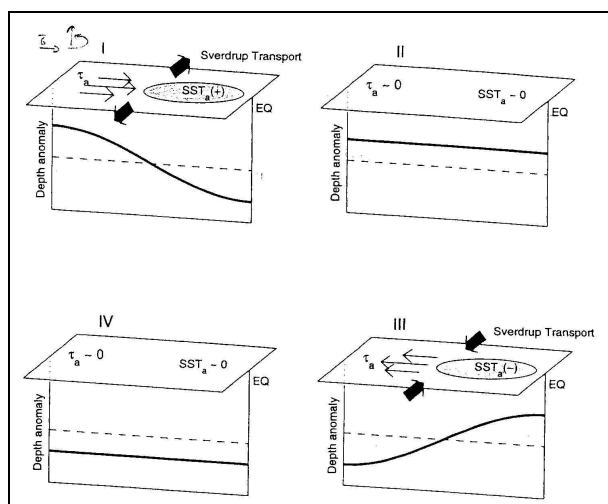 I
Sverdrup Transport
τa
SSTa(+)
EQ
Depth anomaly
II
τa ~ 0
SSTa ~ 0
EQ
Depth anomaly
IV
τa ~ 0
SSTa ~ 0
EQ
Depth anomaly
III
Sverdrup Transport
τa
SSTa(−)
EQ
Depth anomaly